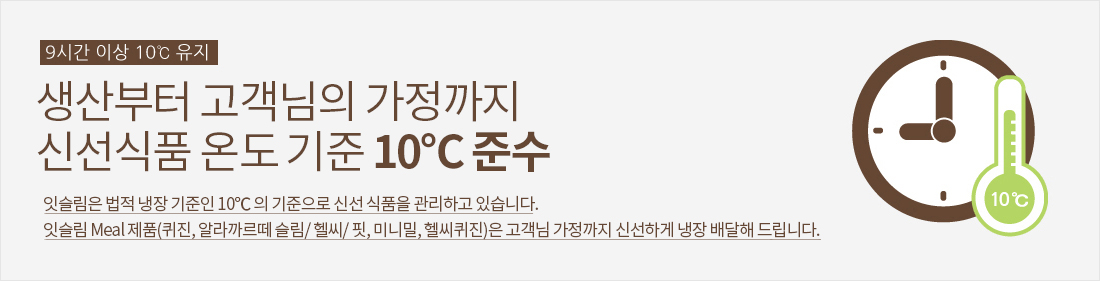 9시간 이상 10℃ 유지
생산부터 고객님의 가정까지
신선식품 온도 기준 10℃ 준수
잇슬림은 법적 냉장 기준인 10℃ 의 기준으로 신선 식품을 관리하고 있습니다.
잇슬림 Meal 제품(퀴진, 알라까르떼 슬림/ 헬씨/ 핏, 미니밀, 헬씨퀴진)은 고객님 가정까지 신선하게 냉장 배달해 드립니다.
10℃